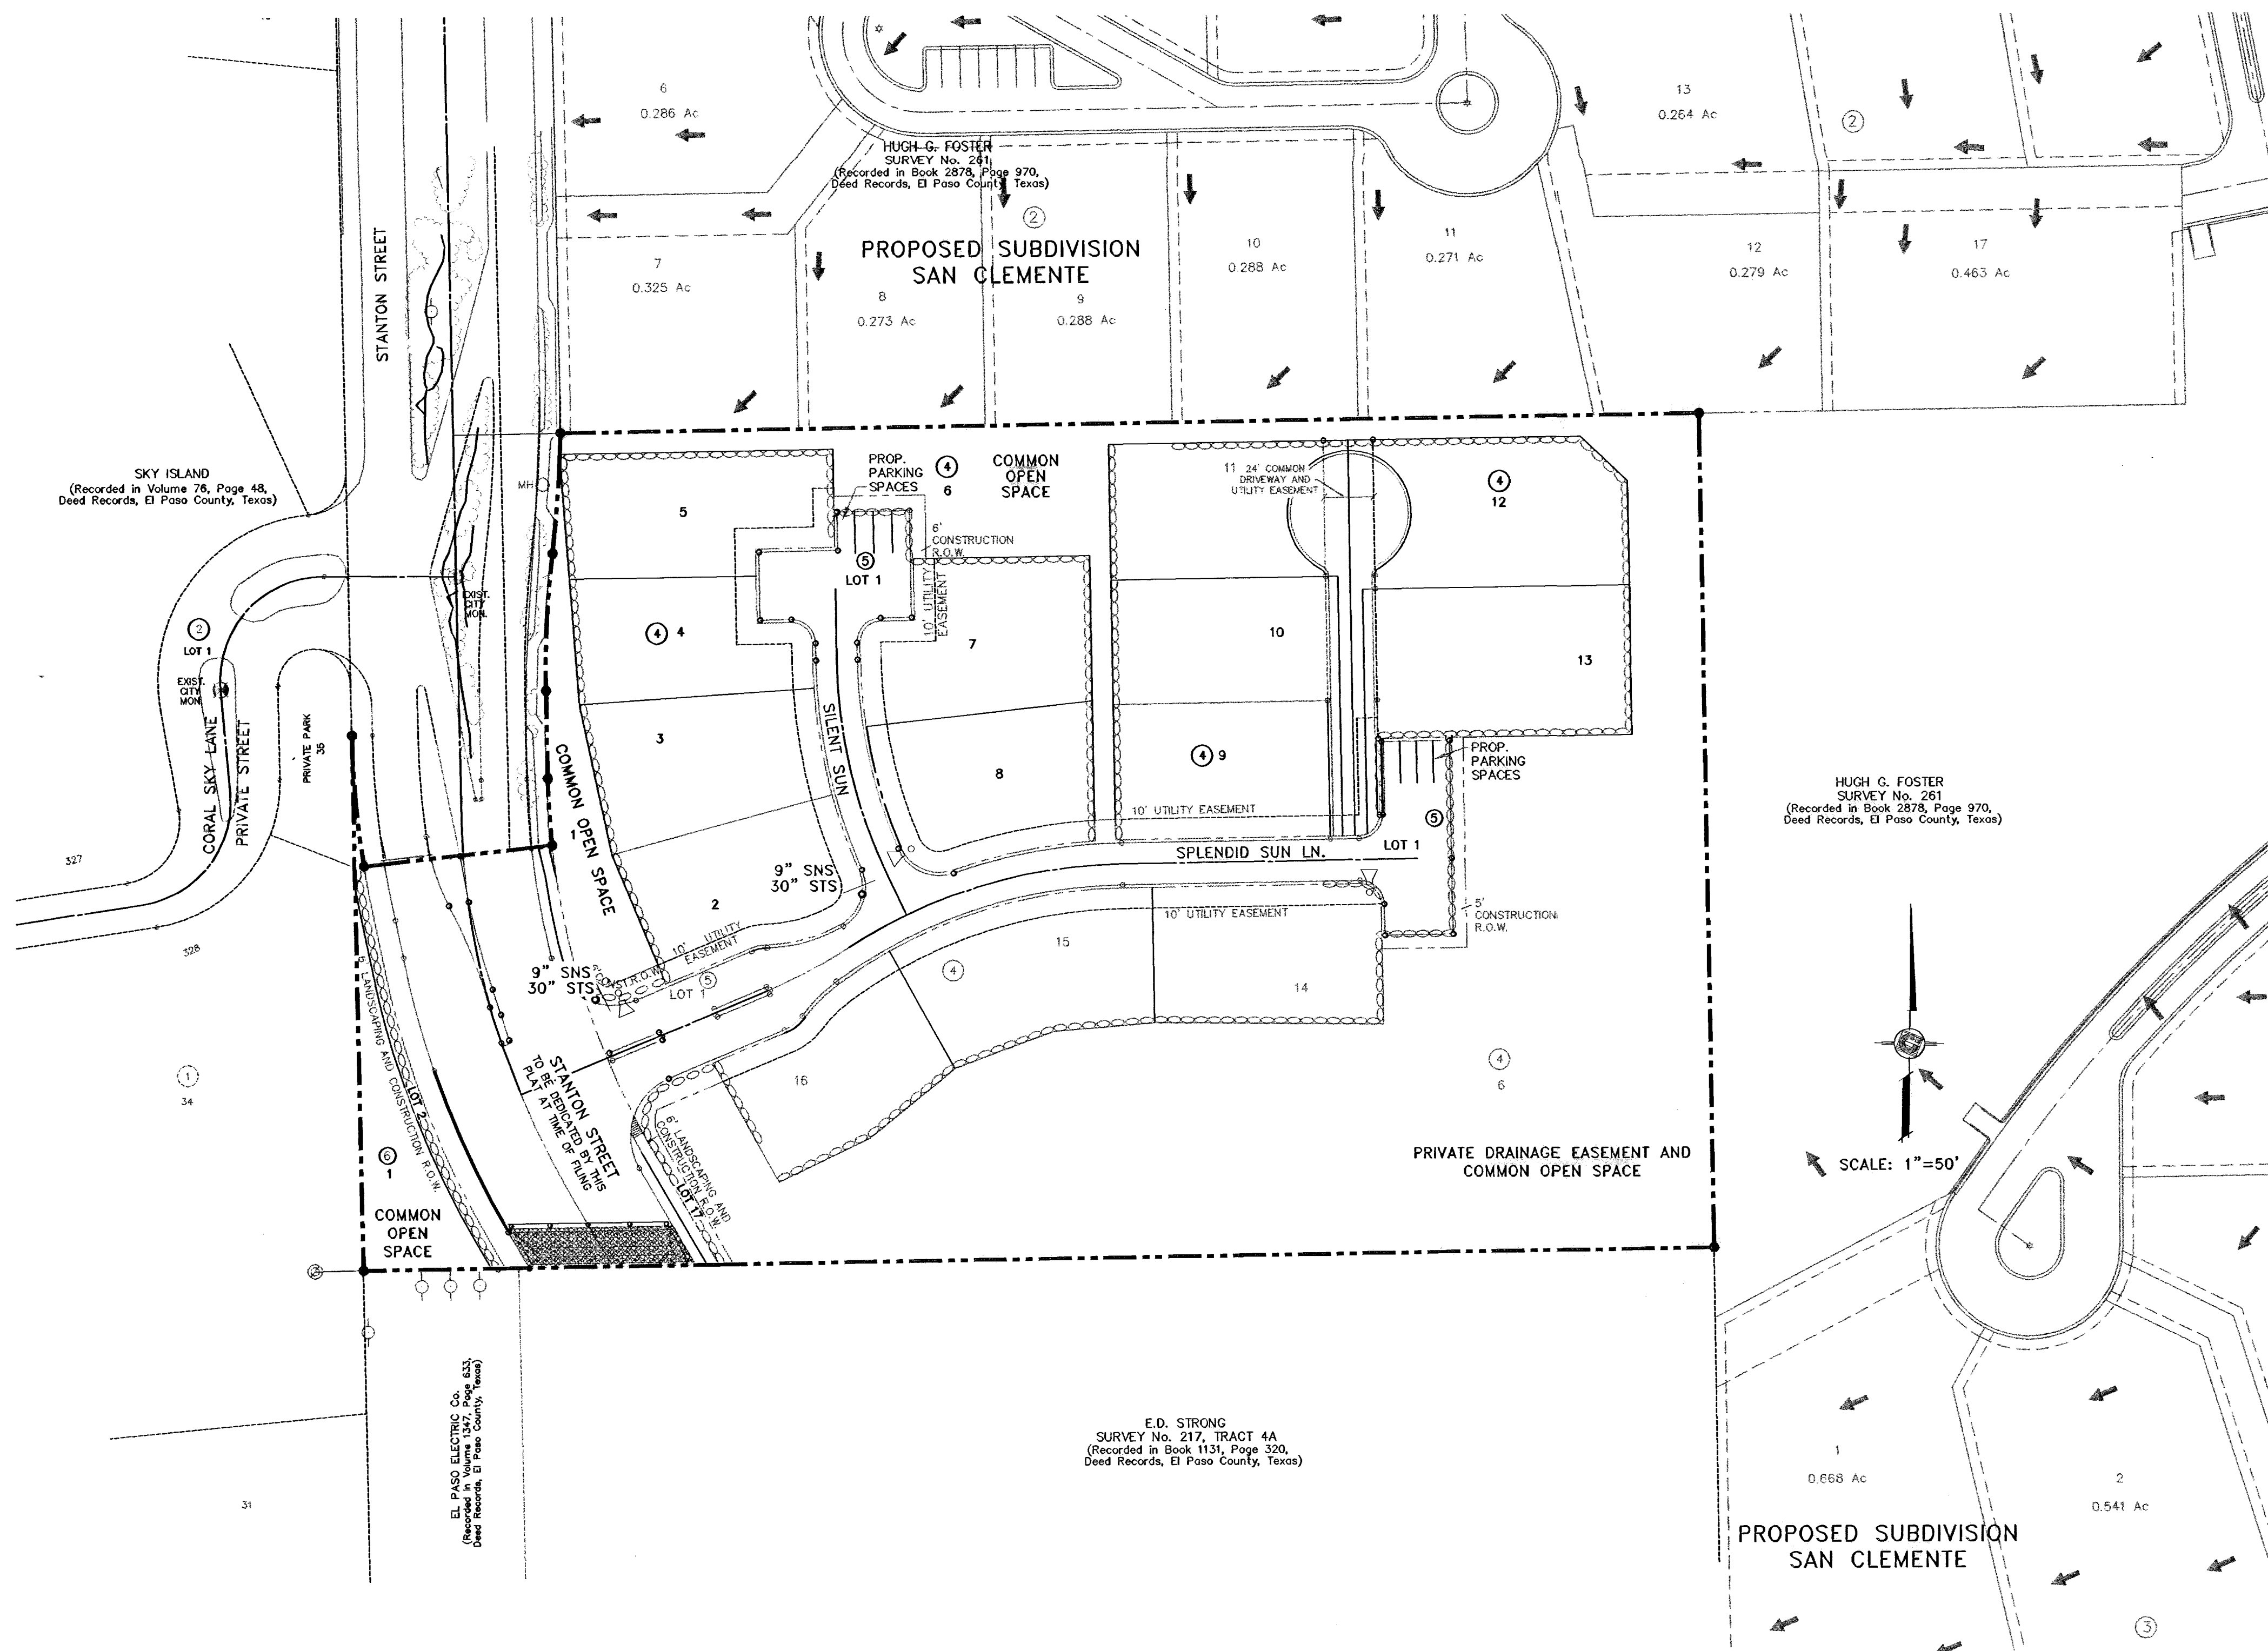 6
0.286 Ac
HUGH G. FOSTER
SURVEY No. 261
(Recorded in Book 2878, Page 970,
Deed Records, El Paso County, Texas)
13
0.264 Ac
2
2
PROPOSED SUBDIVISION
SAN CLEMENTE
7
0.325 Ac
8
0.273 Ac
9
0.288 Ac
10
0.288 Ac
11
0.271 Ac
12
0.279 Ac
17
0.463 Ac
STANTON STREET
SKY ISLAND
(Recorded in Volume 76, Page 48,
Deed Records, El Paso County, Texas)
MH
5
PROP.
PARKING
SPACES
4
6
COMMON
OPEN
SPACE
11
24' COMMON
DRIVEWAY AND
UTILITY EASEMENT
4
12
6'
CONSTRUCTION
R.O.W.
5
LOT 1
10' UTILITY
EASEMENT
EXIST.
CITY
MON.
2
LOT 1
EXIST.
CITY
MON.
CORAL SKY LANE
PRIVATE STREET
PRIVATE PARK
35
4
4
7
10
13
3
SILENT SUN
8
4
9
PROP.
PARKING
SPACES
HUGH G. FOSTER
SURVEY No. 261
(Recorded in Book 2878, Page 970,
Deed Records, El Paso County, Texas)
COMMON OPEN SPACE
1
10' UTILITY EASEMENT
5
LOT 1
SPLENDID SUN LN.
327
328
9" SNS
30" STS
2
10' UTILITY
EASEMENT
10' UTILITY EASEMENT
5'
CONSTRUCTION
R.O.W.
15
4
14
9" SNS
30" STS
CONST.R.O.W.
LOT 1
5
5' LANDSCAPING AND CONSTRUCTION R.O.W.
LOT 2
STANTON STREET
TO BE DEDICATED BY THIS
PLAT AT TIME OF FILING
16
6' LANDSCAPING AND
CONSTRUCTION R.O.W.
LOT 17
1
34
4
6
6
1
COMMON
OPEN
SPACE
PRIVATE DRAINAGE EASEMENT AND
COMMON OPEN SPACE
SCALE: 1"=50'
EL PASO ELECTRIC Co.
(Recorded in Volume 1347, Page 633,
Deed Records, El Paso County, Texas)
31
E.D. STRONG
SURVEY No. 217, TRACT 4A
(Recorded in Book 1131, Page 320,
Deed Records, El Paso County, Texas)
1
0.668 Ac
2
0.541 Ac
PROPOSED SUBDIVISION
SAN CLEMENTE
3